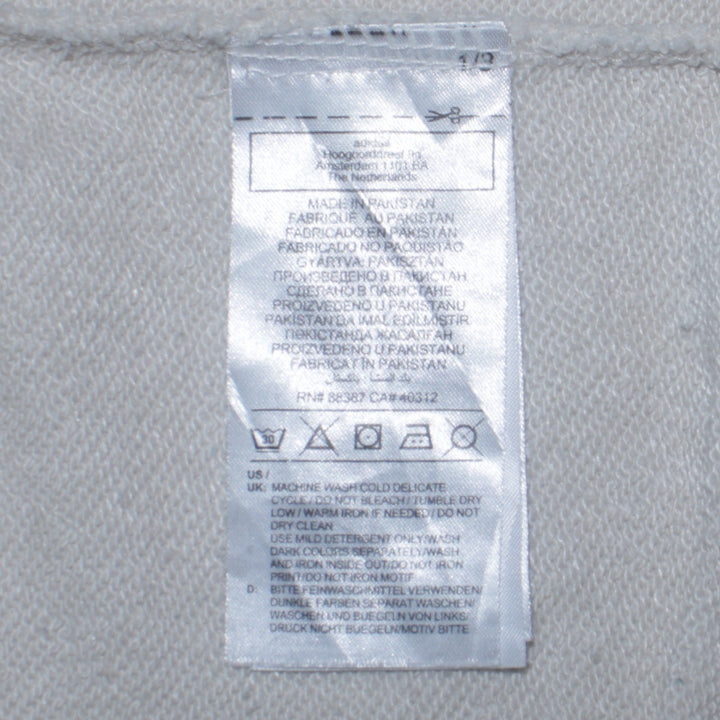 1/3
adidas
Hoogoorddreef 9a
Amsterdam 1101 BA
The Netherlands
MADE IN PAKISTAN
FABRIQUÉ AU PAKISTAN
FABRICADO EN PAKISTÁN
FABRICADO NO PAQUISTÃO
GYÁRTVA: PAKISZTÁN
ПРОИЗВЕДЕНО В ПАКИСТАН
СДЕЛАНО В ПАКИСТАНЕ
PROIZVEDENO U PAKISTANU
PAKISTAN'DA İMAL EDİLMİŞTİR
ПӘКІСТАНДА ЖАСАЛҒАН
PROIZVEDENO U PAKISTANU
FABRICAT ÎN PAKISTAN
بلد المنشأ: باكستان
RN# 88387 CA# 40312
30
US /
UK: MACHINE WASH COLD DELICATE
CYCLE / DO NOT BLEACH / TUMBLE DRY
LOW / WARM IRON IF NEEDED / DO NOT
DRY CLEAN
USE MILD DETERGENT ONLY/WASH
DARK COLORS SEPARATELY/WASH
AND IRON INSIDE OUT/DO NOT IRON
PRINT/DO NOT IRON MOTIF
D: BITTE FEINWASCHMITTEL VERWENDEN/
DUNKLE FARBEN SEPARAT WASCHEN/
WASCHEN UND BUEGELN VON LINKS/
DRUCK NICHT BUEGELN/MOTIV BITTE